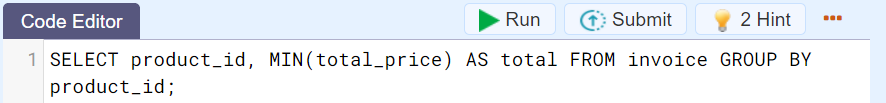 Code Editor
Run
Submit
2 Hint
1 SELECT product_id, MIN(total_price) AS total FROM invoice GROUP BY
product_id;